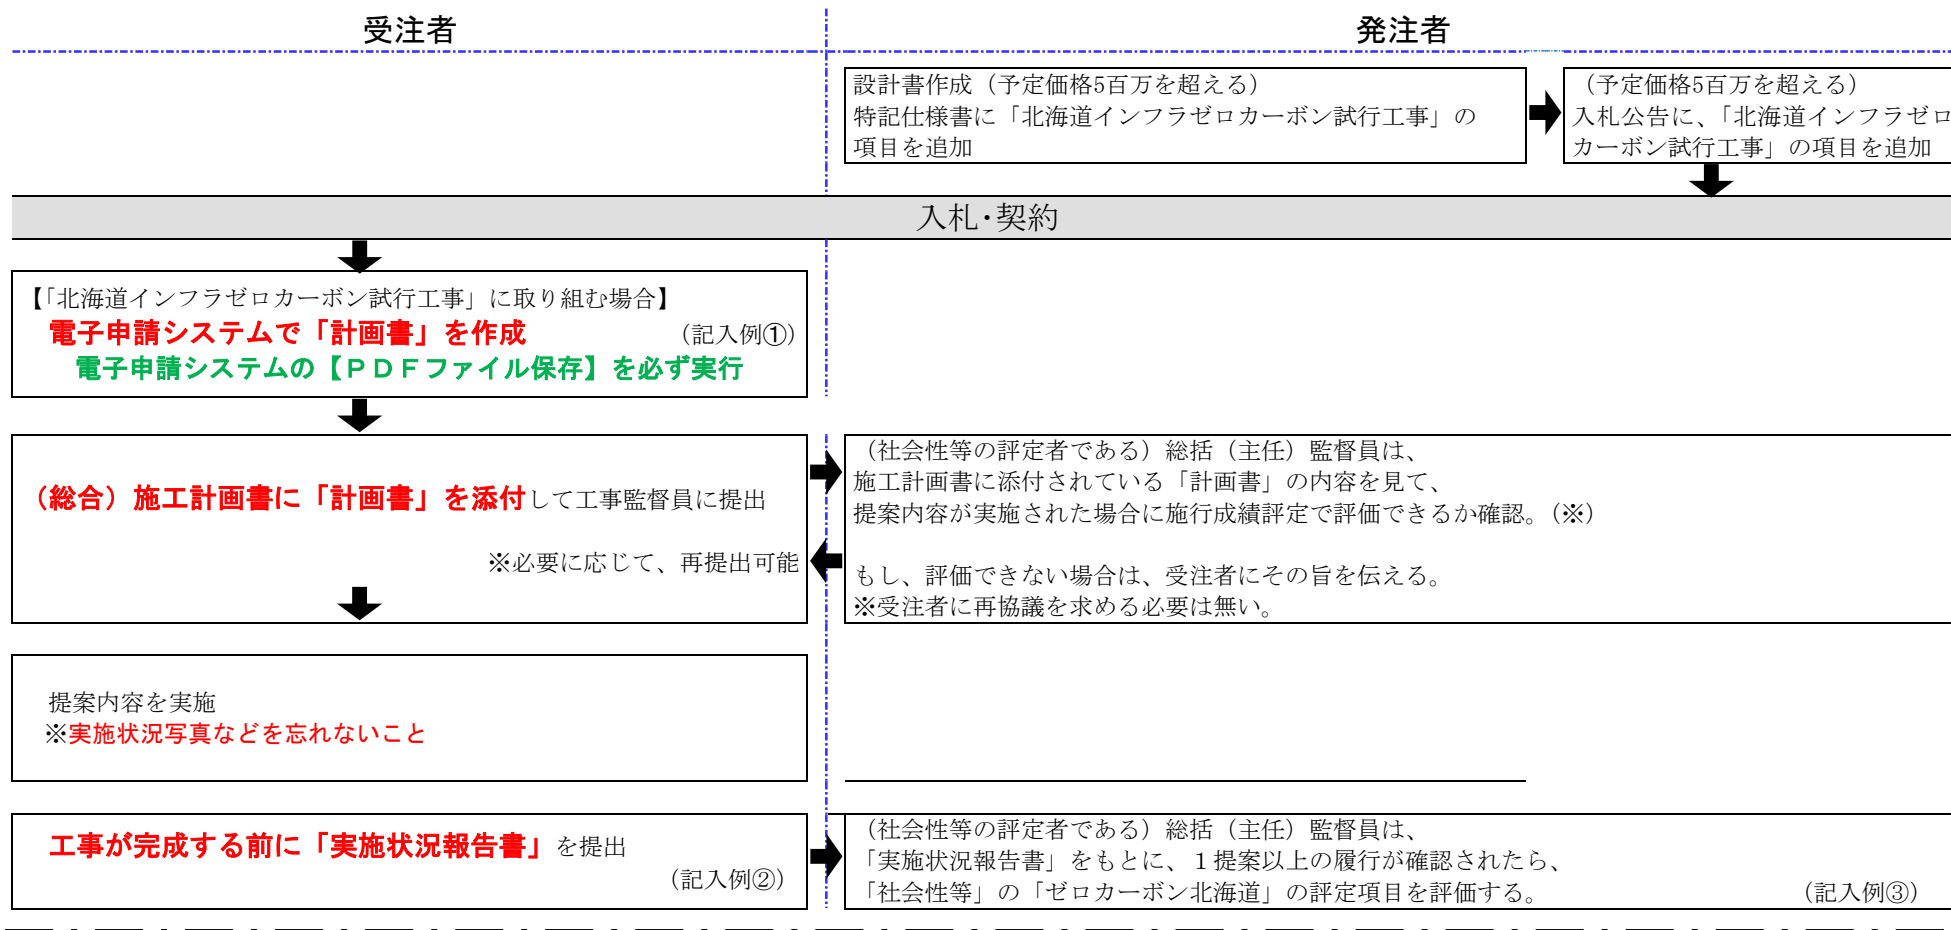 受注者
発注者
設計書作成（予定価格5百万を超える）
特記仕様書に「北海道インフラゼロカーボン試行工事」の
項目を追加
（予定価格5百万を超える）
入札公告に、「北海道インフラゼロ
カーボン試行工事」の項目を追加
入札・契約
【「北海道インフラゼロカーボン試行工事」に取り組む場合】
電子申請システムで「計画書」を作成　（記入例①）
電子申請システムの【ＰＤＦファイル保存】を必ず実行
（総合）施工計画書に「計画書」を添付して工事監督員に提出
※必要に応じて、再提出可能
（社会性等の評定者である）総括（主任）監督員は、
施工計画書に添付されている「計画書」の内容を見て、
提案内容が実施された場合に施行成績評定で評価できるか確認。（※）
もし、評価できない場合は、受注者にその旨を伝える。
※受注者に再協議を求める必要は無い。
提案内容を実施
※実施状況写真などを忘れないこと
工事が完成する前に「実施状況報告書」を提出
（記入例②）
（社会性等の評定者である）総括（主任）監督員は、
「実施状況報告書」をもとに、１提案以上の履行が確認されたら、
「社会性等」の「ゼロカーボン北海道」の評定項目を評価する。　（記入例③）